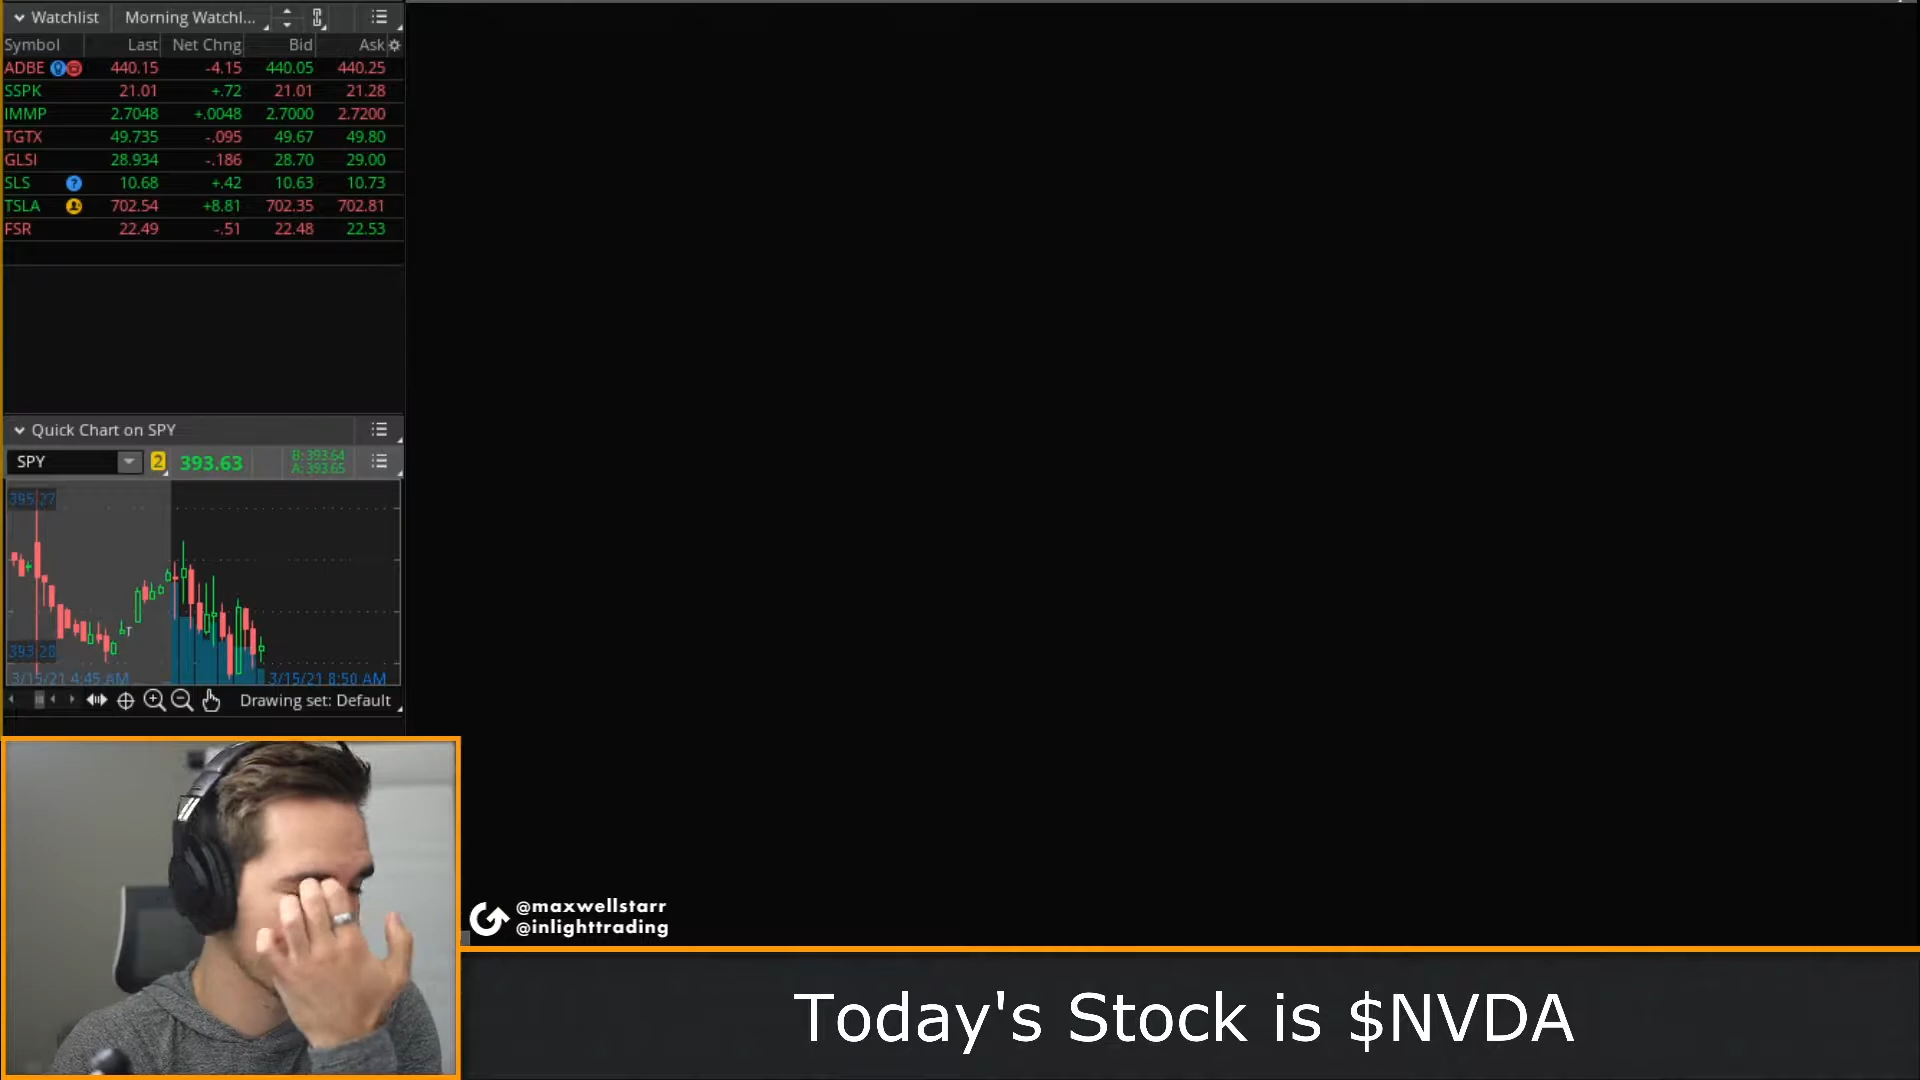 Watchlist Morning Watchl...
Symbol Last Net Chng Bid Ask
ADBE 440.15 -4.15 440.05 440.25
SSPK 21.01 +.72 21.01 21.28
IMMP 2.7048 +.0048 2.7000 2.7200
TGTX 49.735 -.095 49.67 49.80
GLSI 28.934 -.186 28.70 29.00
SLS ? 10.68 +.42 10.63 10.73
TSLA 702.54 +8.81 702.35 702.81
FSR 22.49 -.51 22.48 22.53
Quick Chart on SPY
SPY 2 393.63 B: 393.64
A: 393.65
395.27
393.28
3/15/21 4:45 AM 3/15/21 8:50 AM
Drawing set: Default
@maxwellstarr
@inlighttrading
Today's Stock is $NVDA